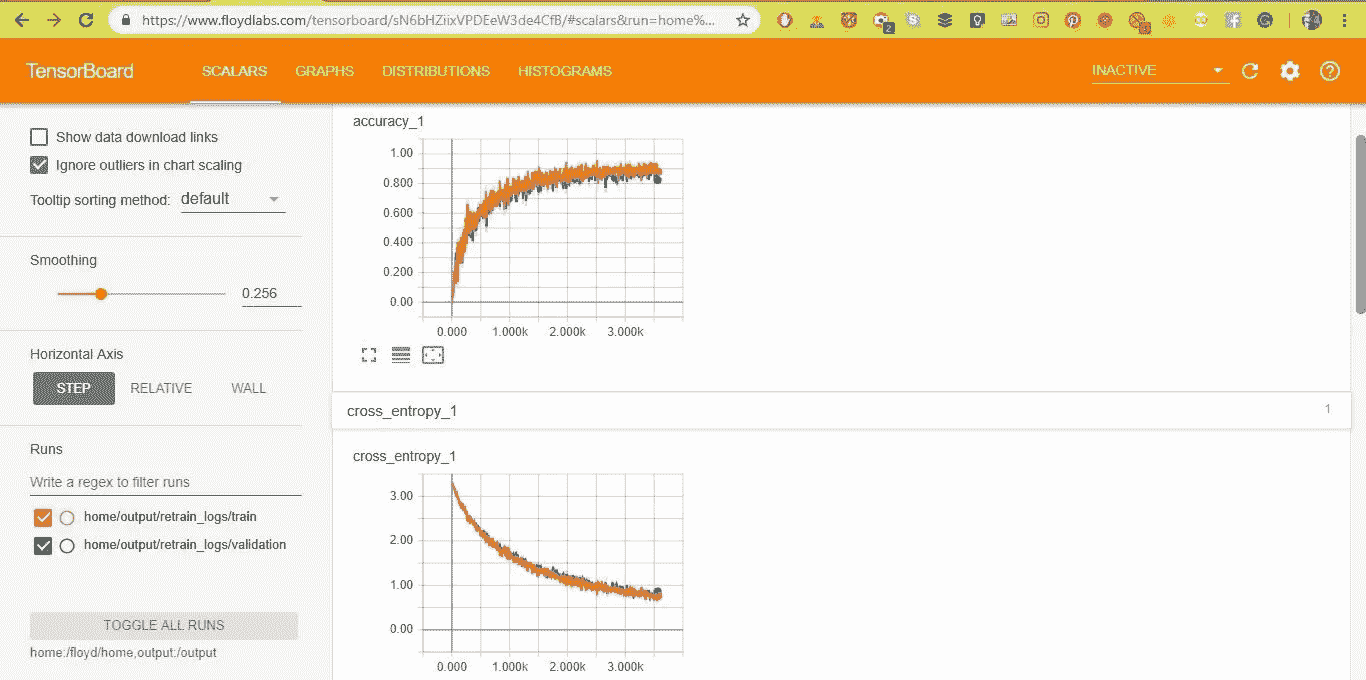 https://www.floydlabs.com/tensorboard/sN6bHZiixVPDEeW3de4CfB/#scalars&run=home%...
2
TensorBoard
SCALARS GRAPHS DISTRIBUTIONS HISTOGRAMS
INACTIVE
Show data download links
Ignore outliers in chart scaling
Tooltip sorting method: default
Smoothing
0.256
Horizontal Axis
STEP RELATIVE WALL
Runs
Write a regex to filter runs
home/output/retrain_logs/train
home/output/retrain_logs/validation
TOGGLE ALL RUNS
home:/floyd/home,output:/output
accuracy_1
1.00
0.800
0.600
0.400
0.200
0.00
0.000 1.000k 2.000k 3.000k
cross_entropy_1 1
cross_entropy_1
3.00
2.00
1.00
0.00
0.000 1.000k 2.000k 3.000k